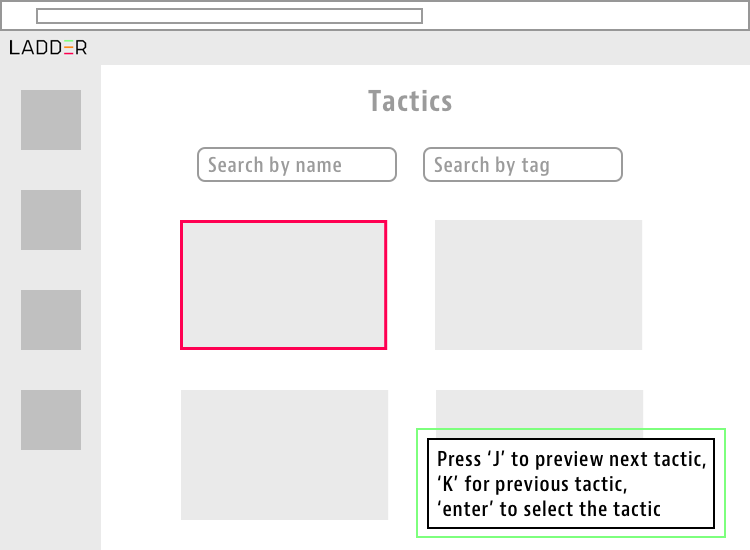 LADDER
Tactics
Search by name
Search by tag
Press ‘J’ to preview next tactic,
‘K’ for previous tactic,
‘enter’ to select the tactic